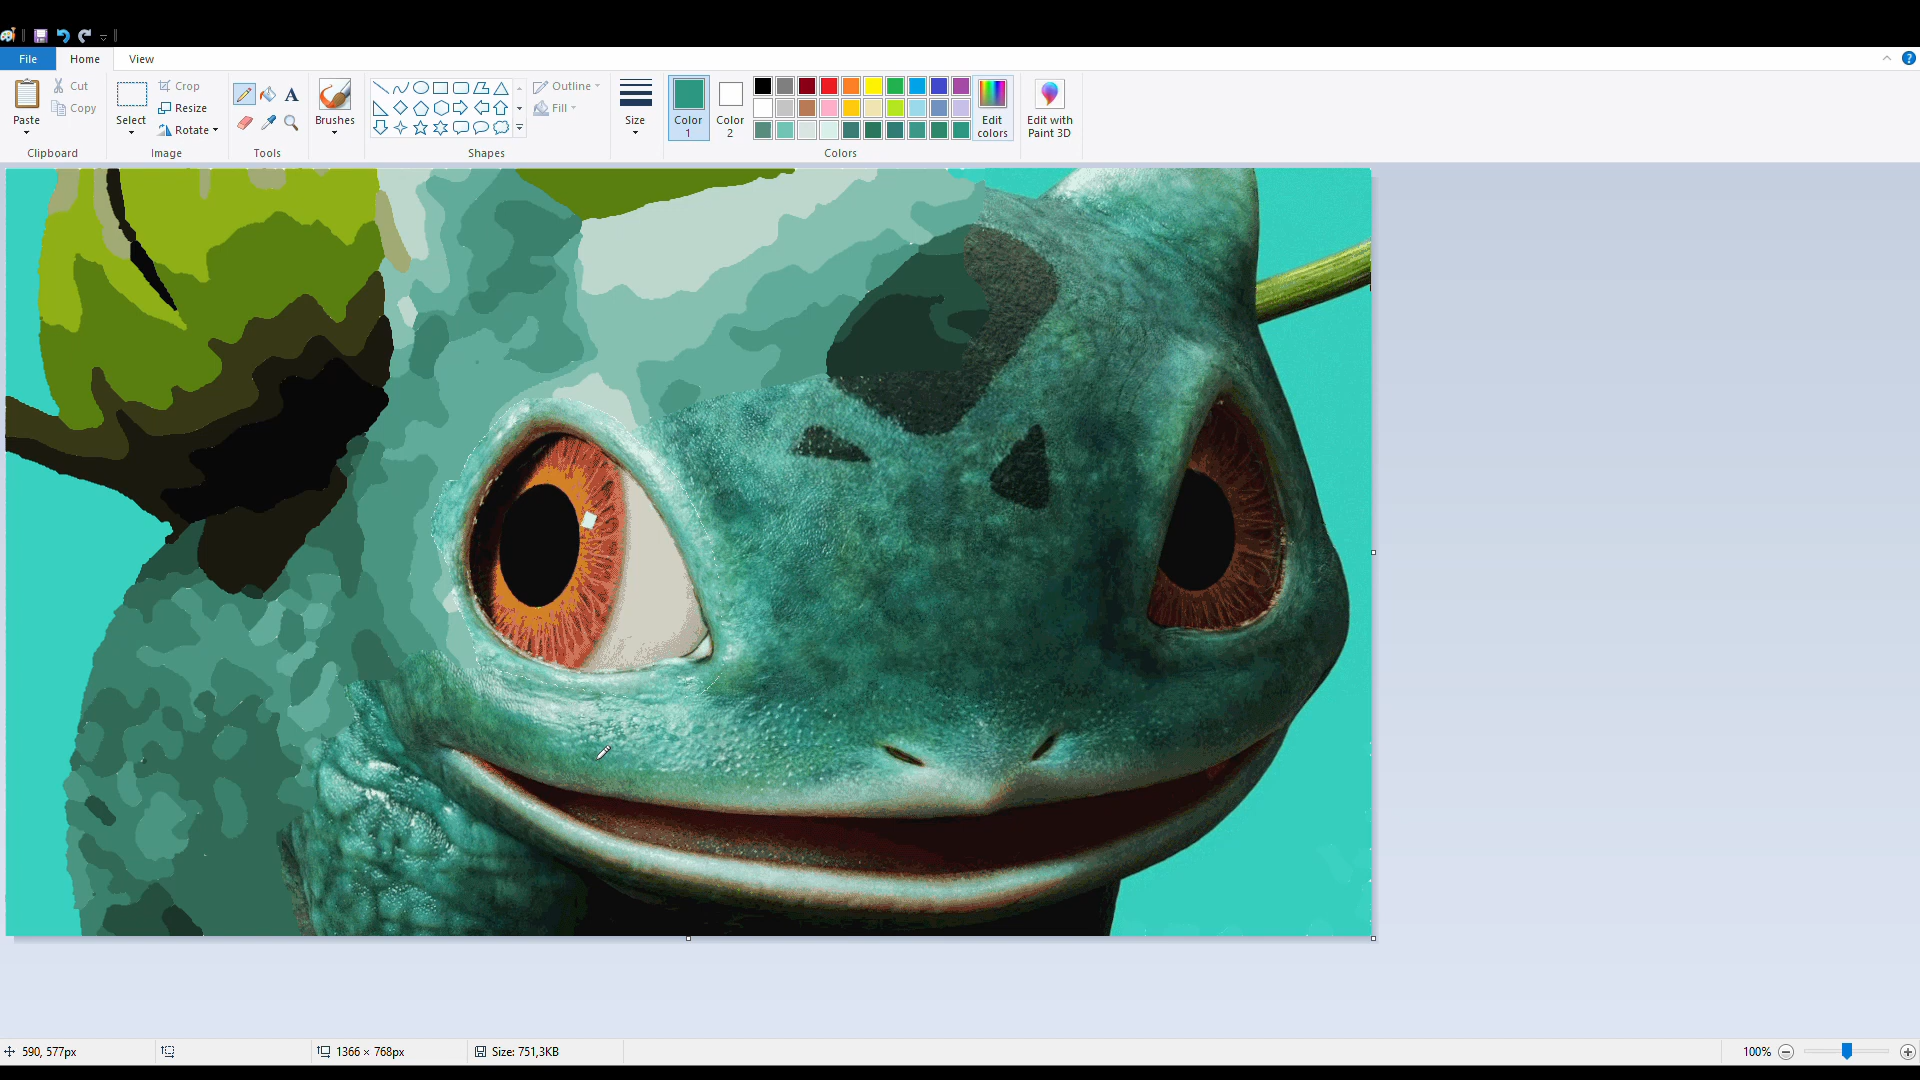 File Home View
Paste
Cut
Copy
Clipboard
Select
Crop
Resize
Rotate
Image
A
Tools
Brushes
Outline
Fill
Shapes
Size
Color 1
Color 2
Edit colors
Colors
Edit with Paint 3D
?
590, 577px
1366 × 768px
Size: 751,3KB
100%